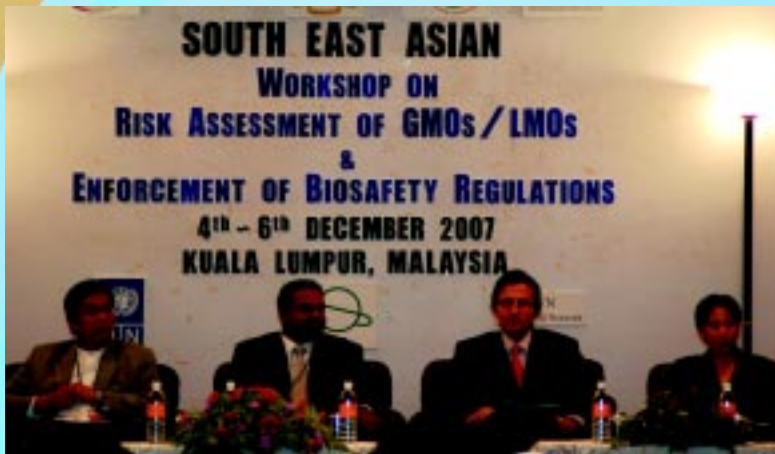 SOUTH EAST ASIAN
WORKSHOP ON
RISK ASSESSMENT OF GMOS / LMOS
&
ENFORCEMENT OF BIOSAFETY REGULATIONS
4th - 6th DECEMBER 2007
KUALA LUMPUR, MALAYSIA